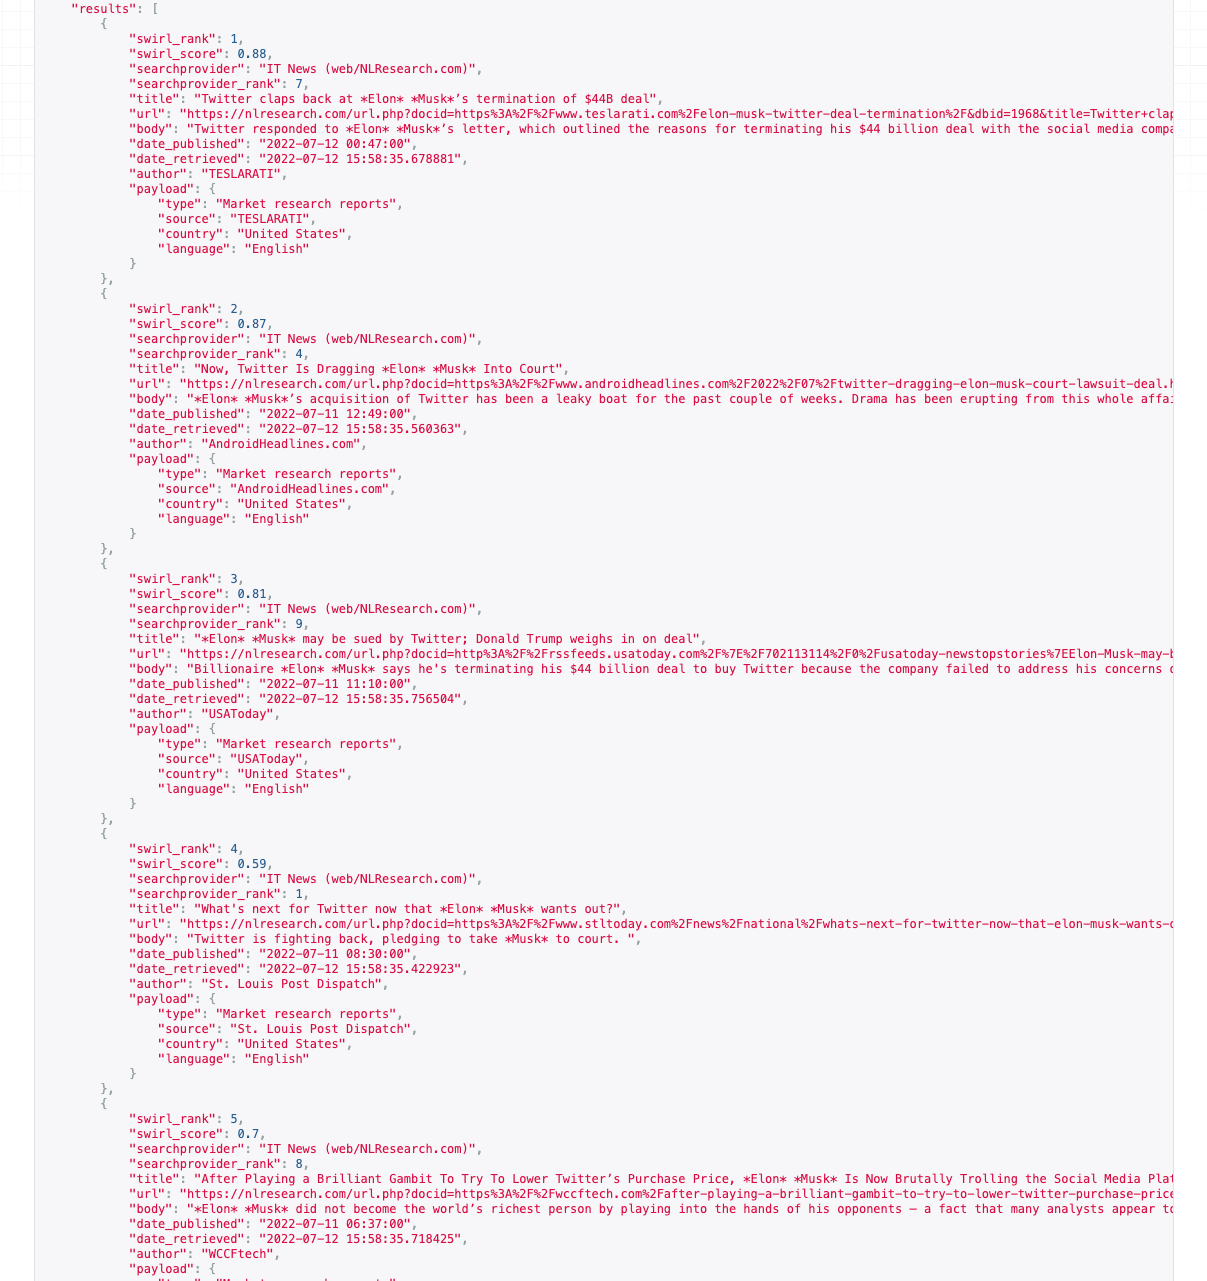 "results": [
{
"swirl_rank": 1,
"swirl_score": 0.88,
"searchprovider": "IT News (web/NLResearch.com)",
"searchprovider_rank": 7,
"title": "Twitter claps back at *Elon* *Musk*’s termination of $44B deal",
"url": "https://nlresearch.com/url.php?docid=https%3A%2F%2Fwww.teslarati.com%2Felon-musk-twitter-deal-termination%2F&dbid=1968&title=Twitter+clap
"body": "Twitter responded to *Elon* *Musk*’s letter, which outlined the reasons for terminating his $44 billion deal with the social media compa
"date_published": "2022-07-12 00:47:00",
"date_retrieved": "2022-07-12 15:58:35.678881",
"author": "TESLARATI",
"payload": {
"type": "Market research reports",
"source": "TESLARATI",
"country": "United States",
"language": "English"
}
},
{
"swirl_rank": 2,
"swirl_score": 0.87,
"searchprovider": "IT News (web/NLResearch.com)",
"searchprovider_rank": 4,
"title": "Now, Twitter Is Dragging *Elon* *Musk* Into Court",
"url": "https://nlresearch.com/url.php?docid=https%3A%2F%2Fwww.androidheadlines.com%2F2022%2F07%2Ftwitter-dragging-elon-musk-court-lawsuit-deal.h
"body": "*Elon* *Musk*’s acquisition of Twitter has been a leaky boat for the past couple of weeks. Drama has been erupting from this whole affai
"date_published": "2022-07-11 12:49:00",
"date_retrieved": "2022-07-12 15:58:35.560363",
"author": "AndroidHeadlines.com",
"payload": {
"type": "Market research reports",
"source": "AndroidHeadlines.com",
"country": "United States",
"language": "English"
}
},
{
"swirl_rank": 3,
"swirl_score": 0.81,
"searchprovider": "IT News (web/NLResearch.com)",
"searchprovider_rank": 9,
"title": "*Elon* *Musk* may be sued by Twitter; Donald Trump weighs in on deal",
"url": "https://nlresearch.com/url.php?docid=http%3A%2F%2Frssfeeds.usatoday.com%2F%7E%2F702113114%2F0%2Fusatoday-newstopstories%7EElon-Musk-may-b
"body": "Billionaire *Elon* *Musk* says he's terminating his $44 billion deal to buy Twitter because the company failed to address his concerns o
"date_published": "2022-07-11 11:10:00",
"date_retrieved": "2022-07-12 15:58:35.756504",
"author": "USAToday",
"payload": {
"type": "Market research reports",
"source": "USAToday",
"country": "United States",
"language": "English"
}
},
{
"swirl_rank": 4,
"swirl_score": 0.59,
"searchprovider": "IT News (web/NLResearch.com)",
"searchprovider_rank": 1,
"title": "What's next for Twitter now that *Elon* *Musk* wants out?",
"url": "https://nlresearch.com/url.php?docid=https%3A%2F%2Fwww.stltoday.com%2Fnews%2Fnational%2Fwhats-next-for-twitter-now-that-elon-musk-wants-o
"body": "Twitter is fighting back, pledging to take *Musk* to court. ",
"date_published": "2022-07-11 08:30:00",
"date_retrieved": "2022-07-12 15:58:35.422923",
"author": "St. Louis Post Dispatch",
"payload": {
"type": "Market research reports",
"source": "St. Louis Post Dispatch",
"country": "United States",
"language": "English"
}
},
{
"swirl_rank": 5,
"swirl_score": 0.7,
"searchprovider": "IT News (web/NLResearch.com)",
"searchprovider_rank": 8,
"title": "After Playing a Brilliant Gambit To Try To Lower Twitter’s Purchase Price, *Elon* *Musk* Is Now Brutally Trolling the Social Media Plat
"url": "https://nlresearch.com/url.php?docid=https%3A%2F%2Fwccftech.com%2Fafter-playing-a-brilliant-gambit-to-try-to-lower-twitter-purchase-price
"body": "*Elon* *Musk* did not become the world’s richest person by playing into the hands of his opponents – a fact that many analysts appear to
"date_published": "2022-07-11 06:37:00",
"date_retrieved": "2022-07-12 15:58:35.718425",
"author": "WCCFtech",
"payload": {